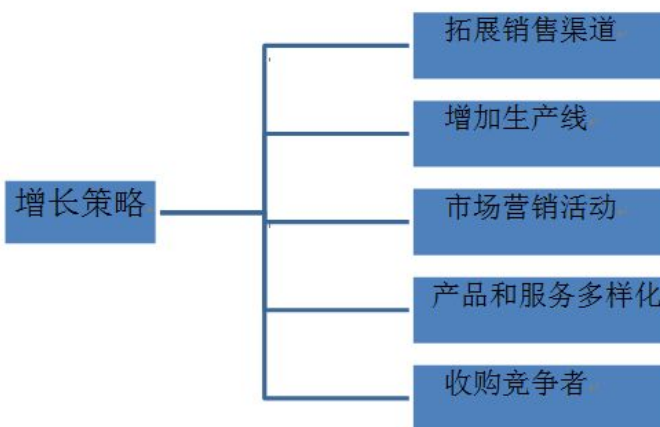 拓展销售渠道
增加生产线
增长策略
市场营销活动
产品和服务多样化
收购竞争者